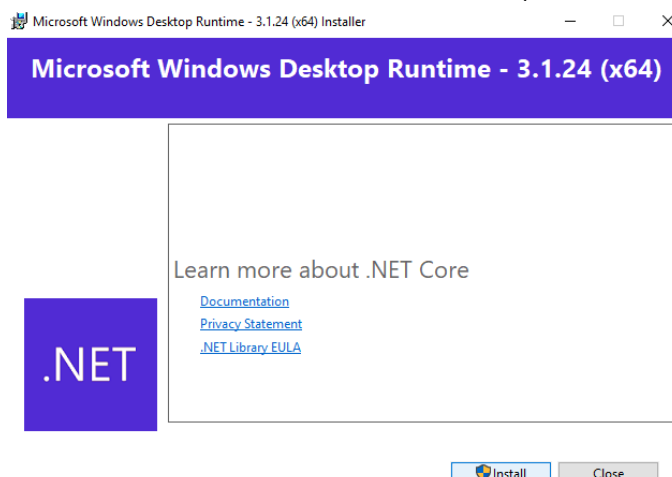 Microsoft Windows Desktop Runtime - 3.1.24 (x64) Installer
Microsoft Windows Desktop Runtime - 3.1.24 (x64)
Learn more about .NET Core
Documentation
Privacy Statement
.NET Library EULA
.NET
Install
Close